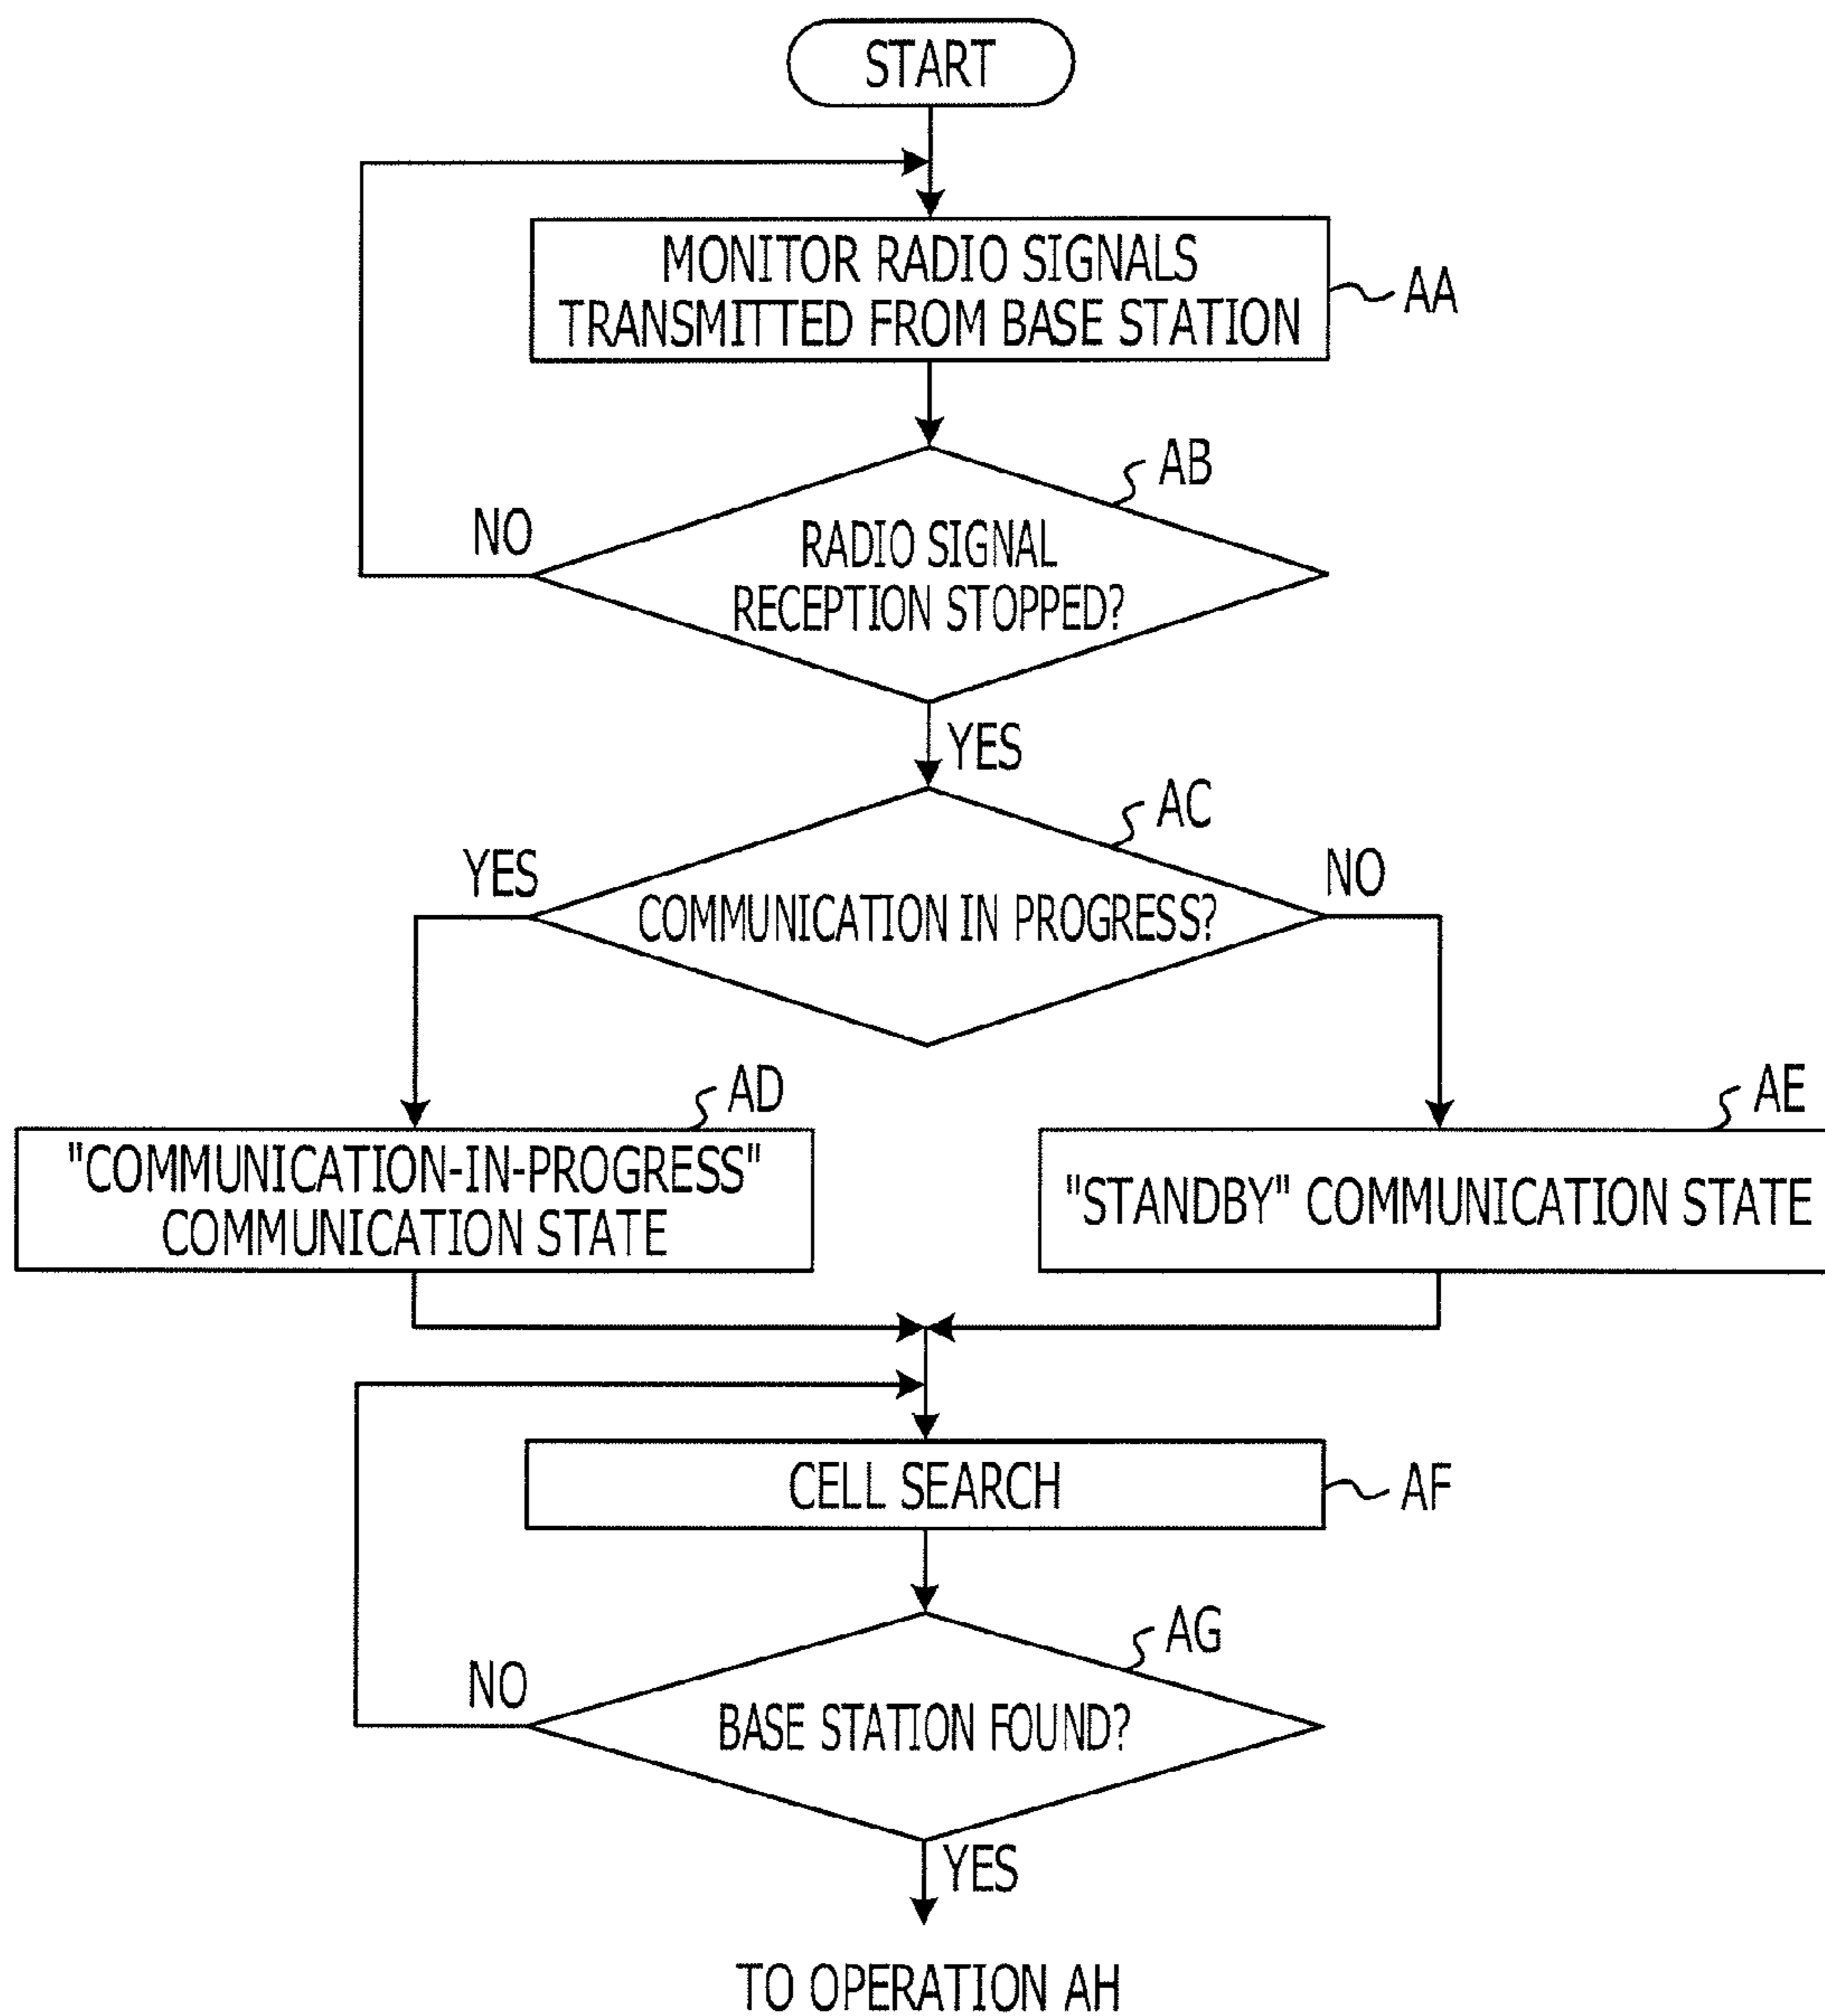 START
MONITOR RADIO SIGNALS
TRANSMITTED FROM BASE STATION
AA
AB
NO
RADIO SIGNAL
RECEPTION STOPPED?
YES
AC
YES
NO
COMMUNICATION IN PROGRESS?
AD
AE
"COMMUNICATION-IN-PROGRESS"
COMMUNICATION STATE
"STANDBY" COMMUNICATION STATE
CELL SEARCH
AF
AG
NO
BASE STATION FOUND?
YES
TO OPERATION AH